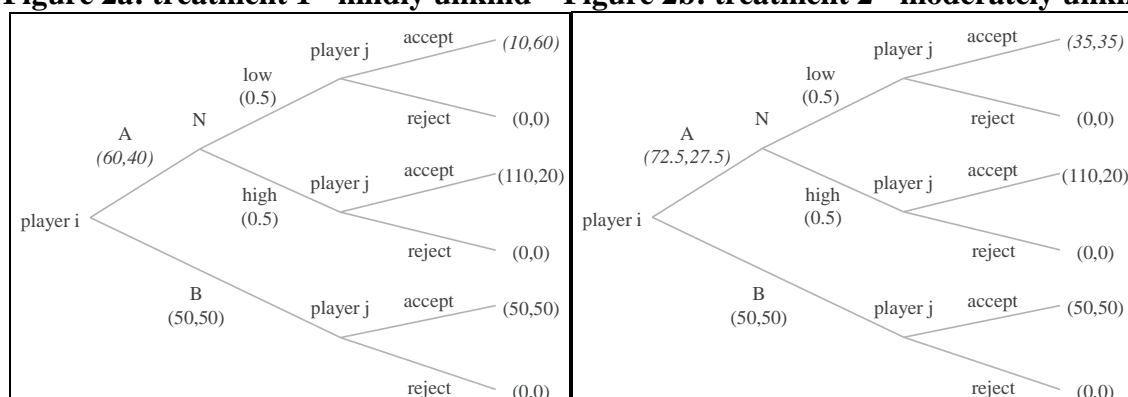 Figure 2a: treatment 1 - mildly unkind
player j
accept
(10,60)
low
(0.5)
N
reject
(0,0)
A
(60,40)
player j
accept
(110,20)
high
(0.5)
player i
reject
(0,0)
B
(50,50)
player j
accept
(50,50)
reject
(0,0)
Figure 2b: treatment 2 - moderately
player j
accept
(35,35)
low
(0.5)
N
reject
(0,0)
A
(72.5,27.5)
player j
accept
(110,20)
high
(0.5)
player i
reject
(0,0)
B
(50,50)
player j
accept
(50,50)
reject
(0,0)